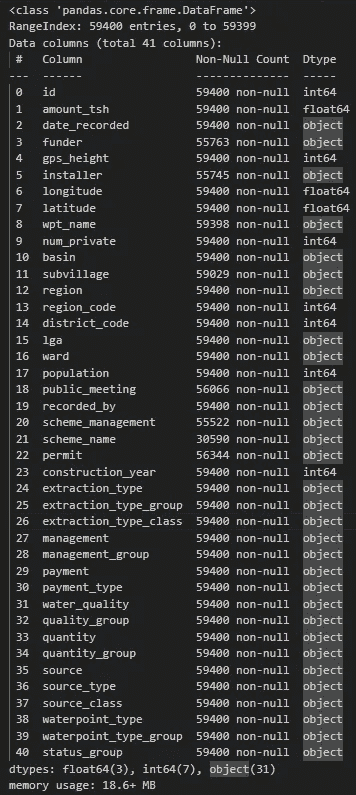 <class 'pandas.core.frame.DataFrame'>
RangeIndex: 59400 entries, 0 to 59399
Data columns (total 41 columns):
 #   Column                 Non-Null Count  Dtype
---  ------                 --------------  -----
 0   id                     59400 non-null  int64
 1   amount_tsh             59400 non-null  float64
 2   date_recorded          59400 non-null  object
 3   funder                 55763 non-null  object
 4   gps_height             59400 non-null  int64
 5   installer              55745 non-null  object
 6   longitude              59400 non-null  float64
 7   latitude               59400 non-null  float64
 8   wpt_name               59398 non-null  object
 9   num_private            59400 non-null  int64
 10  basin                  59400 non-null  object
 11  subvillage             59029 non-null  object
 12  region                 59400 non-null  object
 13  region_code            59400 non-null  int64
 14  district_code          59400 non-null  int64
 15  lga                    59400 non-null  object
 16  ward                   59400 non-null  object
 17  population             59400 non-null  int64
 18  public_meeting         56066 non-null  object
 19  recorded_by            59400 non-null  object
 20  scheme_management      55522 non-null  object
 21  scheme_name            30590 non-null  object
 22  permit                 56344 non-null  object
 23  construction_year      59400 non-null  int64
 24  extraction_type        59400 non-null  object
 25  extraction_type_group  59400 non-null  object
 26  extraction_type_class  59400 non-null  object
 27  management             59400 non-null  object
 28  management_group       59400 non-null  object
 29  payment                59400 non-null  object
 30  payment_type           59400 non-null  object
 31  water_quality          59400 non-null  object
 32  quality_group          59400 non-null  object
 33  quantity               59400 non-null  object
 34  quantity_group         59400 non-null  object
 35  source                 59400 non-null  object
 36  source_type            59400 non-null  object
 37  source_class           59400 non-null  object
 38  waterpoint_type        59400 non-null  object
 39  waterpoint_type_group  59400 non-null  object
 40  status_group           59400 non-null  object
dtypes: float64(3), int64(7), object(31)
memory usage: 18.6+ MB